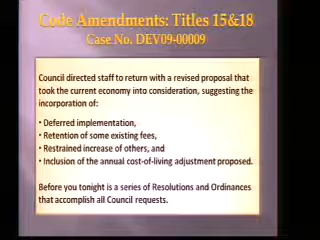 Code Amendments: Titles 15&18
Case No. DEV09-00009
Council directed staff to return with a revised proposal that
took the current economy into consideration, suggesting the
incorporation of:
• Deferred implementation,
• Retention of some existing fees,
• Restrained increase of others, and
• Inclusion of the annual cost-of-living adjustment proposed.
Before you tonight is a series of Resolutions and Ordinances
that accomplish all Council requests.